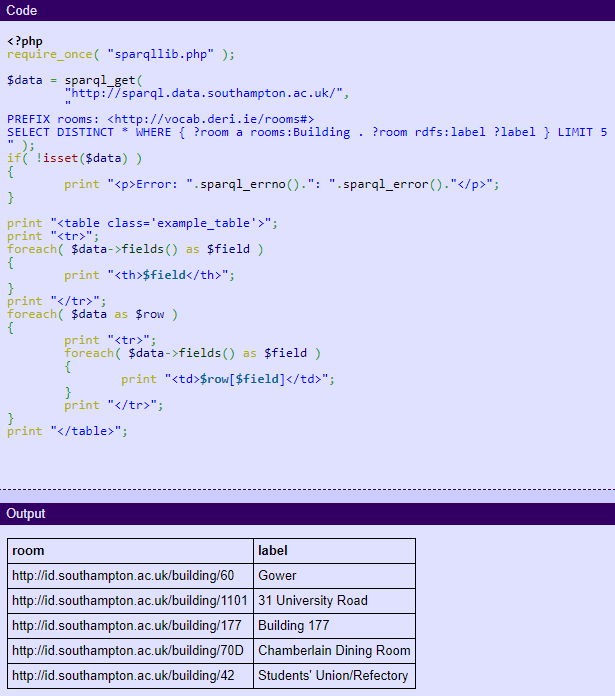 Code
<?php
require_once( "sparqllib.php" );
$data = sparql_get(
"http://sparql.data.southampton.ac.uk/",
"
PREFIX rooms: <http://vocab.deri.ie/rooms#>
SELECT DISTINCT * WHERE { ?room a rooms:Building . ?room rdfs:label ?label } LIMIT 5
" );
if( !isset($data) )
{
print "<p>Error: ".sparql_errno().": ".sparql_error()."</p>";
}
print "<table class='example_table'>";
print "<tr>";
foreach( $data->fields() as $field )
{
print "<th>$field</th>";
}
print "</tr>";
foreach( $data as $row )
{
print "<tr>";
foreach( $data->fields() as $field )
{
print "<td>$row[$field]</td>";
}
print "</tr>";
}
print "</table>";
Output
room label
http://id.southampton.ac.uk/building/60 Gower
http://id.southampton.ac.uk/building/1101 31 University Road
http://id.southampton.ac.uk/building/177 Building 177
http://id.southampton.ac.uk/building/70D Chamberlain Dining Room
http://id.southampton.ac.uk/building/42 Students' Union/Refectory